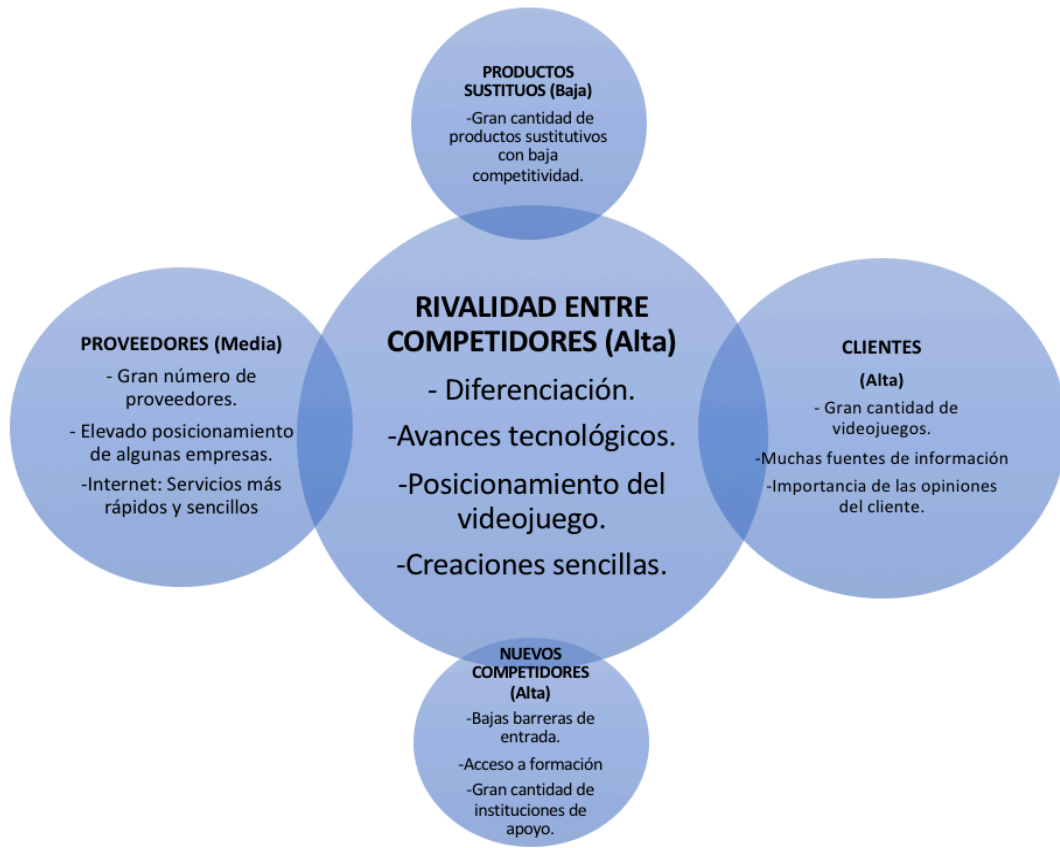 PRODUCTOS
SUSTITUOS (Baja)
-Gran cantidad de
productos sustitutivos
con baja
competitividad.
RIVALIDAD ENTRE
COMPETIDORES (Alta)
- Diferenciación.
-Avances tecnológicos.
-Posicionamiento del
videojuego.
-Creaciones sencillas.
PROVEEDORES (Media)
- Gran número de
proveedores.
- Elevado posicionamiento
de algunas empresas.
-Internet: Servicios más
rápidos y sencillos
CLIENTES
(Alta)
- Gran cantidad de
videojuegos.
-Muchas fuentes de información
-Importancia de las opiniones
del cliente.
NUEVOS
COMPETIDORES
(Alta)
-Bajas barreras de
entrada.
-Acceso a formación
-Gran cantidad de
instituciones de
apoyo.